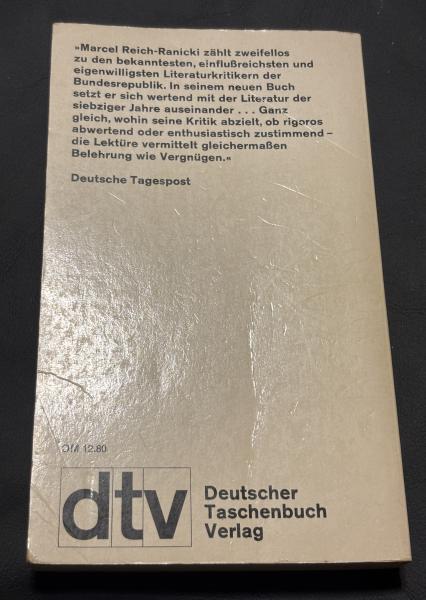 »Marcel Reich-Ranicki zählt zweifellos
zu den bekanntesten, einflußreichsten und
eigenwilligsten Literaturkritikern der
Bundesrepublik. In seinem neuen Buch
setzt er sich wertend mit der Literatur der
siebziger Jahre auseinander . . . Ganz
gleich, wohin seine Kritik abzielt, ob rigoros
abwertend oder enthusiastisch zustimmend –
die Lektüre vermittelt gleichermaßen
Belehrung wie Vergnügen.«
Deutsche Tagespost
DM 12.80
dtv
Deutscher
Taschenbuch
Verlag